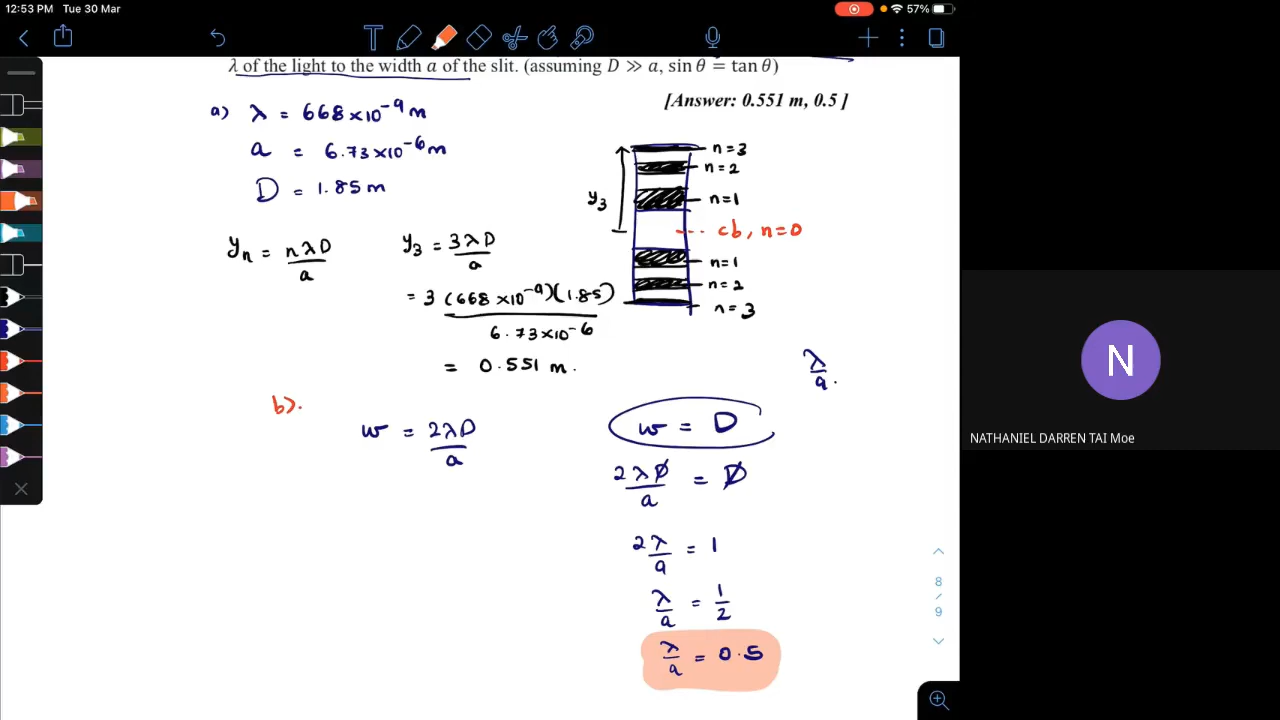 12:53 PM Tue 30 Mar
57%
λ of the light to the width a of the slit. (assuming D ≫ a, sin θ = tan θ)
[Answer: 0.551 m, 0.5 ]
a) λ = 668×10⁻⁹ m
a = 6.73×10⁻⁶ m
D = 1.85 m
yₙ = nλD/a
y₃ = 3λD/a
= 3 (668 ×10⁻⁹)(1.85) / 6.73×10⁻⁶
= 0.551 m.
n=3
n=2
n=1
y₃
cb, n=0
n=1
n=2
n=3
λ/a.
b).
w = 2λD/a
w = D
2λD/a = D
2λ/a = 1
λ/a = 1/2
λ/a = 0.5
8/9
N
NATHANIEL DARREN TAI Moe